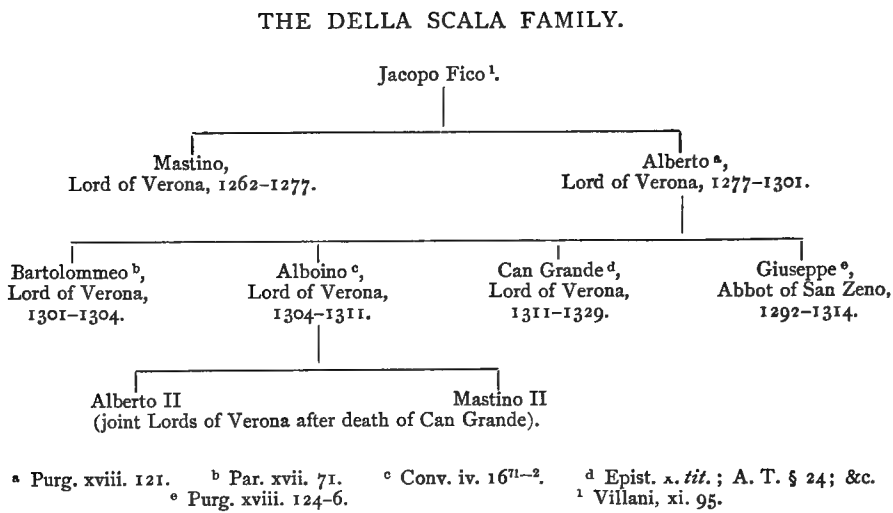 THE DELLA SCALA FAMILY.
Jacopo Fico¹.
Mastino,
Lord of Verona, 1262–1277.
Alberto ᵃ,
Lord of Verona, 1277–1301.
Bartolommeo ᵇ,
Lord of Verona,
1301–1304.
Alboino ᶜ,
Lord of Verona,
1304–1311.
Can Grande ᵈ,
Lord of Verona,
1311–1329.
Giuseppe ᵉ,
Abbot of San Zeno,
1292–1314.
Alberto II
Mastino II
(joint Lords of Verona after death of Can Grande).
ᵃ Purg. xviii. 121. ᵇ Par. xvii. 71. ᶜ Conv. iv. 16⁷¹⁻². ᵈ Epist. x. tit. ; A. T. § 24; &c.
ᵉ Purg. xviii. 124–6. ¹ Villani, xi. 95.